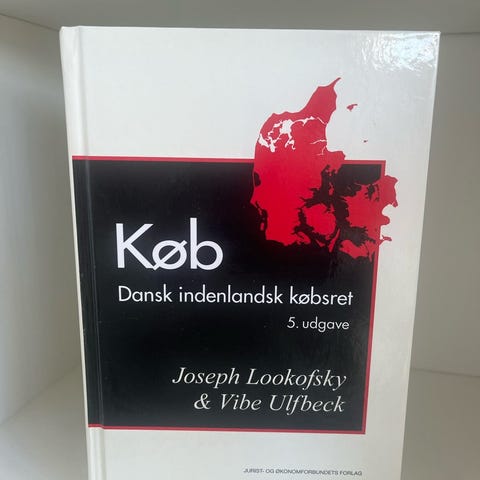 Køb
Dansk indenlandsk købsret
5. udgave
Joseph Lookofsky
& Vibe Ulfbeck
JURIST- OG ØKONOMFORBUNDETS FORLAG